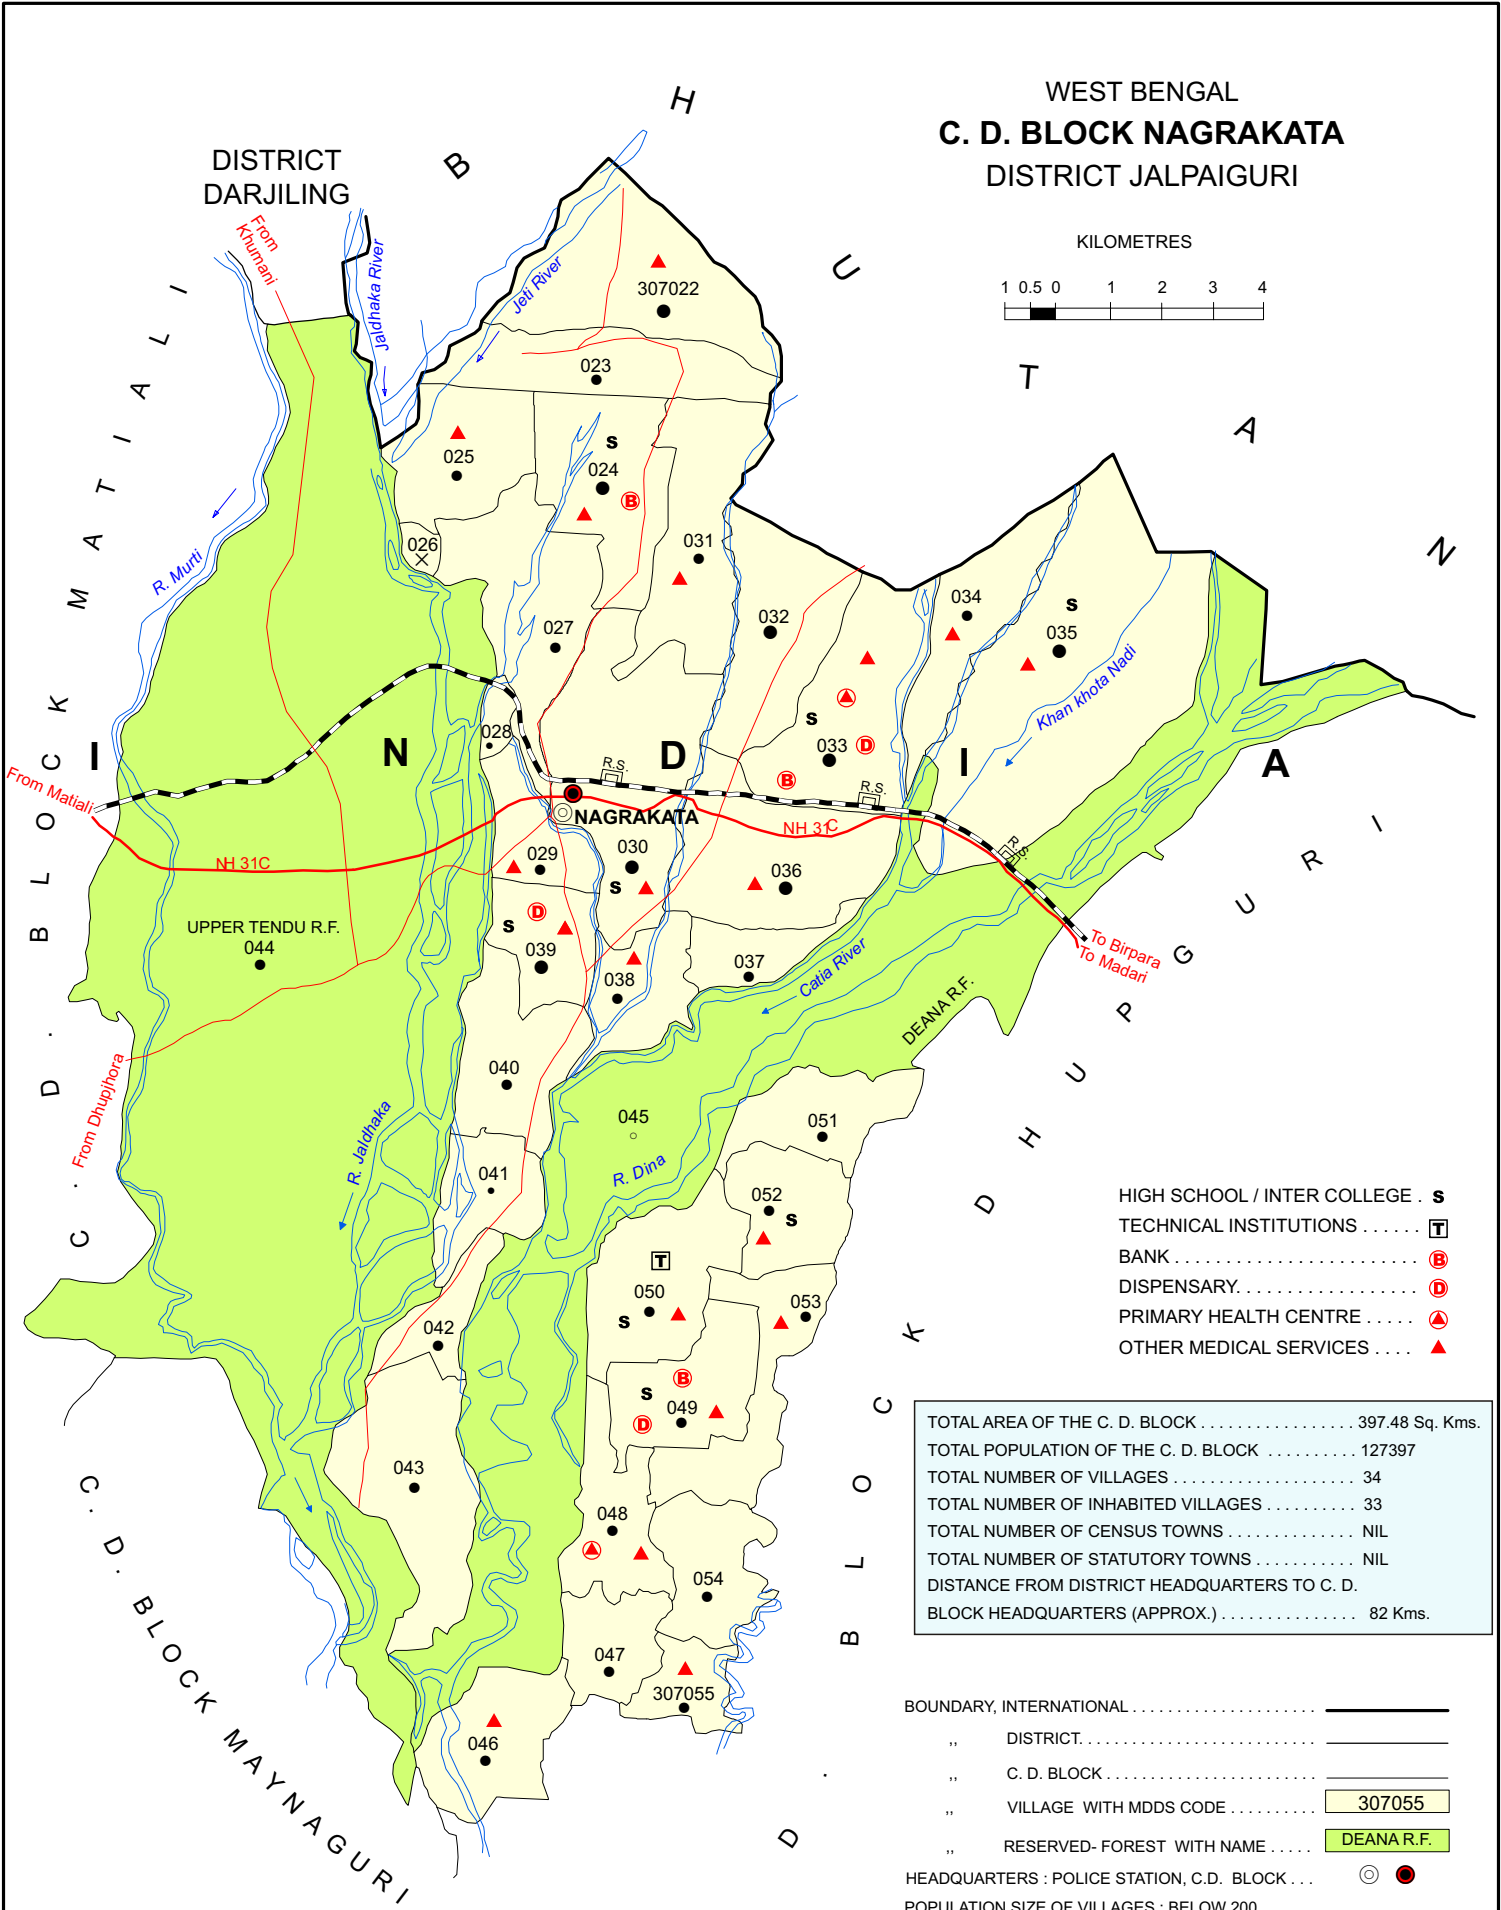 WEST BENGAL
C. D. BLOCK NAGRAKATA
DISTRICT JALPAIGURI
KILOMETRES
1 0.5 0 1 2 3 4
DISTRICT
DARJILING
B H U T A N
C. D. BLOCK MATIALI
From
Khumani
Jaldhaka River
Jeti River
307022
023
025
S
024
B
026
031
R. Murti
027
032
034
S
035
Khan khota Nadi
028
S
033
D
B
I N D I A
From Matiali
R.S.
R.S.
R.S.
NAGRAKATA
NH 31C
NH 31C
029
030
S
036
UPPER TENDU R.F.
044
D
S
039
038
037
Catia River
To Birpara
To Madari
DEANA R.F.
From Dhupjhora
040
R. Jaldhaka
045
051
041
R. Dina
052
S
T
050
S
053
042
B
S
049
D
043
048
054
047
307055
046
C. D. BLOCK DHUPGURI
C. D. BLOCK MAYNAGURI
HIGH SCHOOL / INTER COLLEGE . S
TECHNICAL INSTITUTIONS . . . . . . T
BANK . . . . . . . . . . . . . . . . . . . . . . . B
DISPENSARY. . . . . . . . . . . . . . . . . . D
PRIMARY HEALTH CENTRE . . . . .
OTHER MEDICAL SERVICES . . . .
TOTAL AREA OF THE C. D. BLOCK . . . . . . . . . . . . . . . . 397.48 Sq. Kms.
TOTAL POPULATION OF THE C. D. BLOCK . . . . . . . . . . 127397
TOTAL NUMBER OF VILLAGES . . . . . . . . . . . . . . . . . . . 34
TOTAL NUMBER OF INHABITED VILLAGES . . . . . . . . . . 33
TOTAL NUMBER OF CENSUS TOWNS . . . . . . . . . . . . . . NIL
TOTAL NUMBER OF STATUTORY TOWNS . . . . . . . . . . . NIL
DISTANCE FROM DISTRICT HEADQUARTERS TO C. D.
BLOCK HEADQUARTERS (APPROX.) . . . . . . . . . . . . . . . 82 Kms.
BOUNDARY, INTERNATIONAL . . . . . . . . . . . . . . . . . . . . .
,, DISTRICT. . . . . . . . . . . . . . . . . . . . . . . . .
,, C. D. BLOCK . . . . . . . . . . . . . . . . . . . . . . .
,, VILLAGE WITH MDDS CODE . . . . . . . . . . 307055
,, RESERVED- FOREST WITH NAME . . . . . DEANA R.F.
HEADQUARTERS : POLICE STATION, C.D. BLOCK . . .
POPULATION SIZE OF VILLAGES : BELOW 200